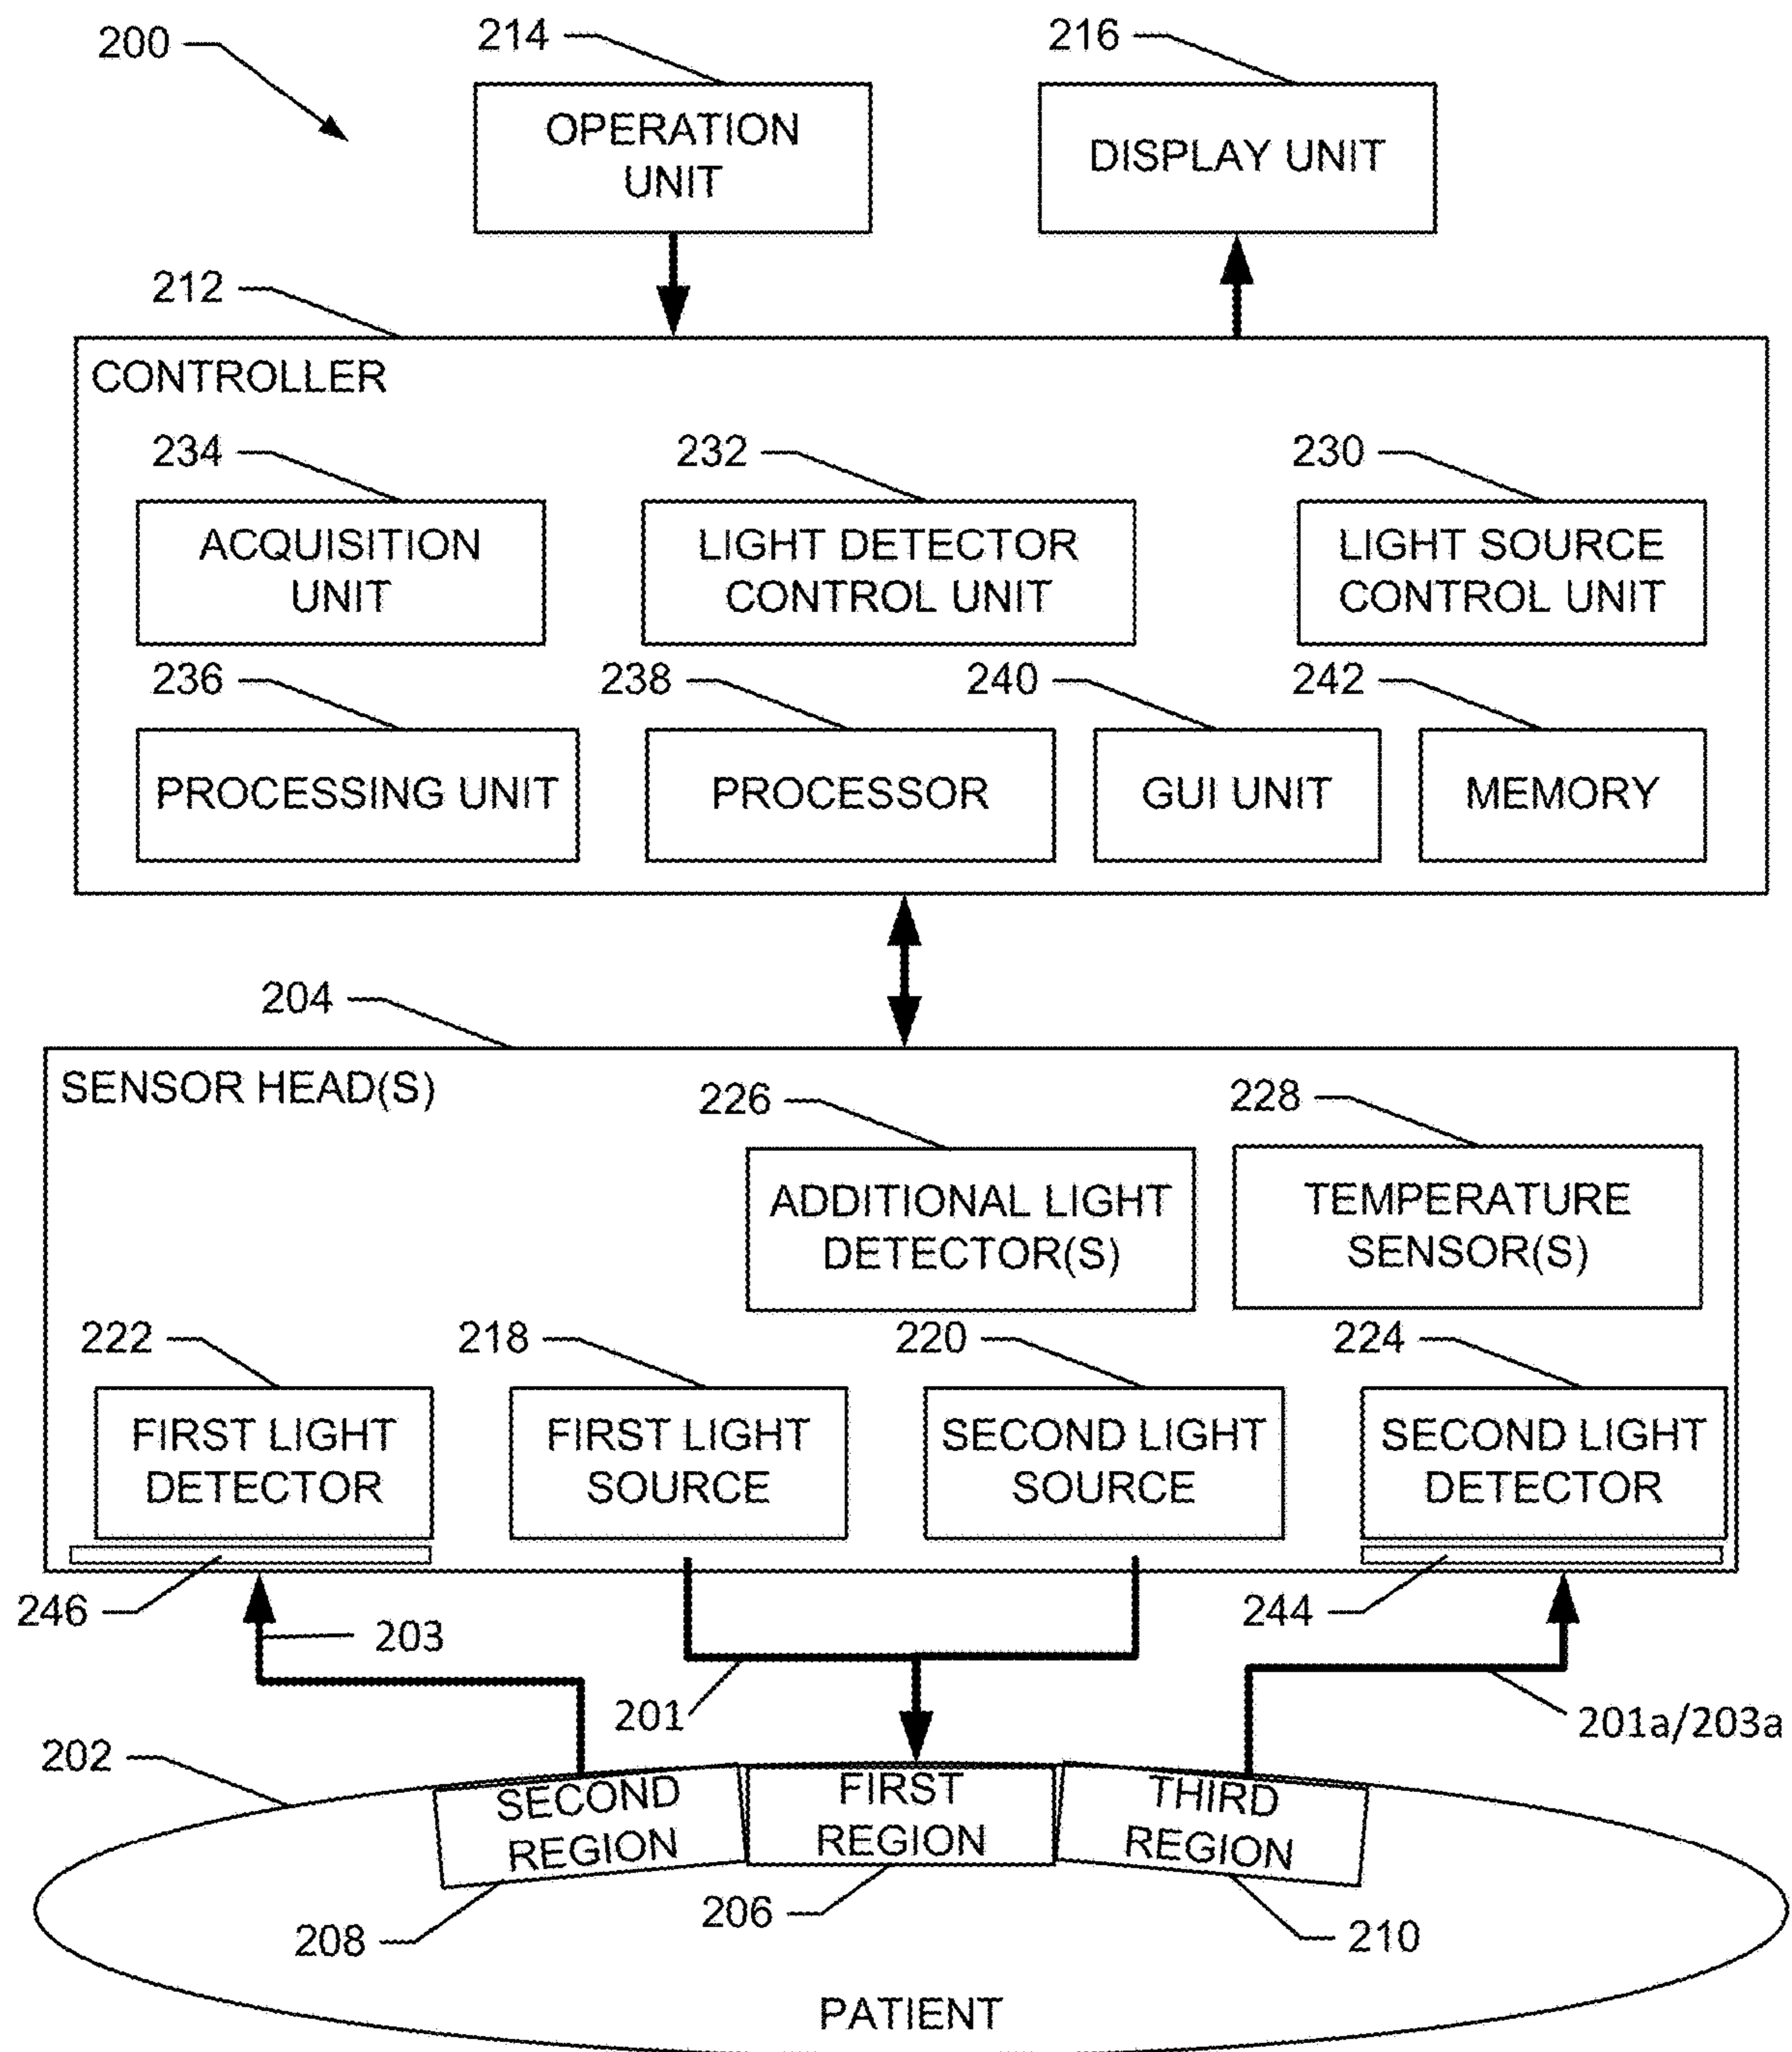 200
214
216
OPERATION
UNIT
DISPLAY UNIT
212
CONTROLLER
234
232
230
ACQUISITION
UNIT
LIGHT DETECTOR
CONTROL UNIT
LIGHT SOURCE
CONTROL UNIT
236
238
240
242
PROCESSING UNIT
PROCESSOR
GUI UNIT
MEMORY
204
SENSOR HEAD(S)
226
228
ADDITIONAL LIGHT
DETECTOR(S)
TEMPERATURE
SENSOR(S)
222
218
220
224
FIRST LIGHT
DETECTOR
FIRST LIGHT
SOURCE
SECOND LIGHT
SOURCE
SECOND LIGHT
DETECTOR
246
203
244
201
201a/203a
202
SECOND
REGION
FIRST
REGION
THIRD
REGION
208
206
210
PATIENT